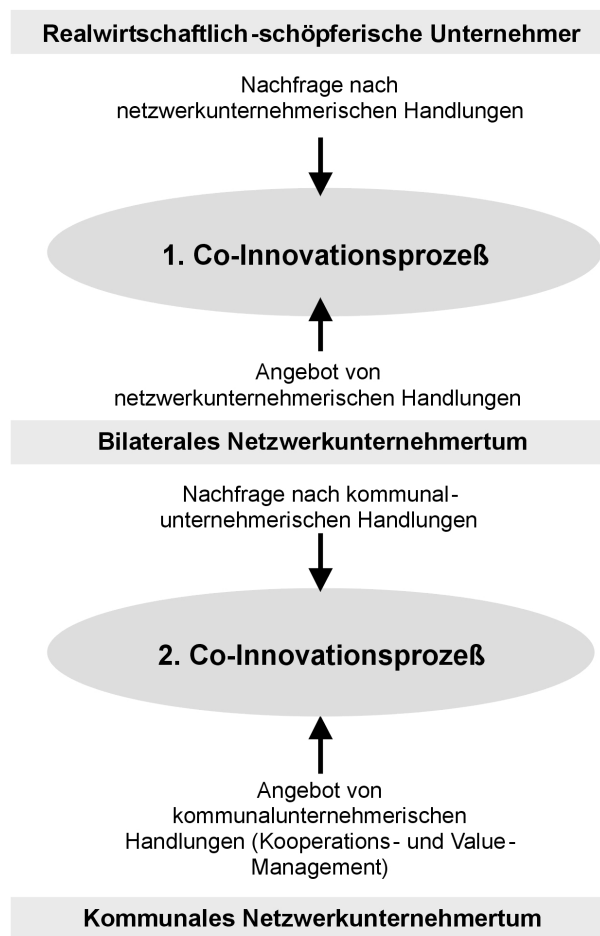 Realwirtschaftlich-schöpferische Unternehmer
Nachfrage nach
netzwerkunternehmerischen Handlungen
1. Co-Innovationsprozeß
Angebot von
netzwerkunternehmerischen Handlungen
Bilaterales Netzwerkunternehmertum
Nachfrage nach kommunal-
unternehmerischen Handlungen
2. Co-Innovationsprozeß
Angebot von
kommunalunternehmerischen
Handlungen (Kooperations- und Value-
Management)
Kommunales Netzwerkunternehmertum